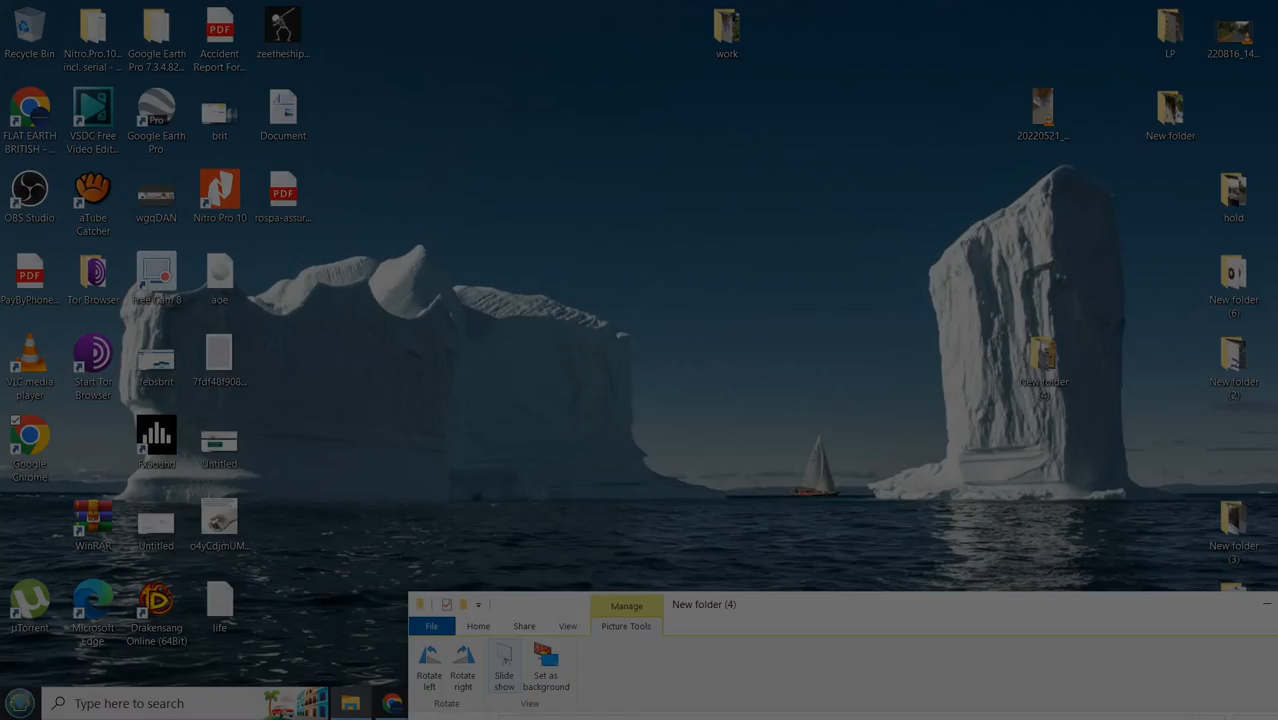 Recycle Bin
Nitro.Pro.10...
incl. serial - ...
Google Earth
Pro 7.3.4.82...
Accident
Report For...
zeetheship...
work
LP
220816_14...
FLAT EARTH
BRITISH - ...
VSDC Free
Video Edit...
Google Earth
Pro
brit
Document
20220521_...
New folder
OBS Studio
aTube
Catcher
wgqDAN
Nitro Pro 10
rospa-assur...
hold
PayByPhone...
Tor Browser
Free Cam 8
aoe
New folder
(6)
VLC media
player
Start Tor
Browser
7fdf48f908...
New folder
(4)
New folder
(2)
Google
Chrome
FxSound
Untitled
WinRAR
Untitled
o4yCdjmUM...
New folder
(3)
µTorrent
Microsoft
Edge
Drakensang
Online (64Bit)
life
Manage
New folder (4)
File
Home
Share
View
Picture Tools
Rotate
left
Rotate
right
Slide
show
Set as
background
Rotate
View
Type here to search